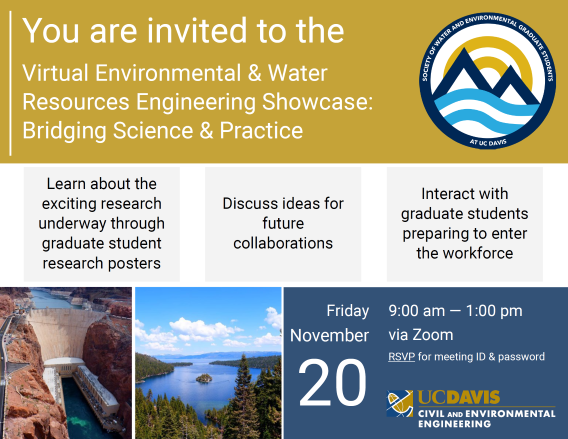 You are invited to the
Virtual Environmental & Water
Resources Engineering Showcase:
Bridging Science & Practice
SOCIETY OF WATER AND ENVIRONMENTAL GRADUATE STUDENTS
AT UC DAVIS
Learn about the
exciting research
underway through
graduate student
research posters
Discuss ideas for
future
collaborations
Interact with
graduate students
preparing to enter
the workforce
Friday
November
20
9:00 am — 1:00 pm
via Zoom
RSVP for meeting ID & password
UCDAVIS
CIVIL AND ENVIRONMENTAL
ENGINEERING